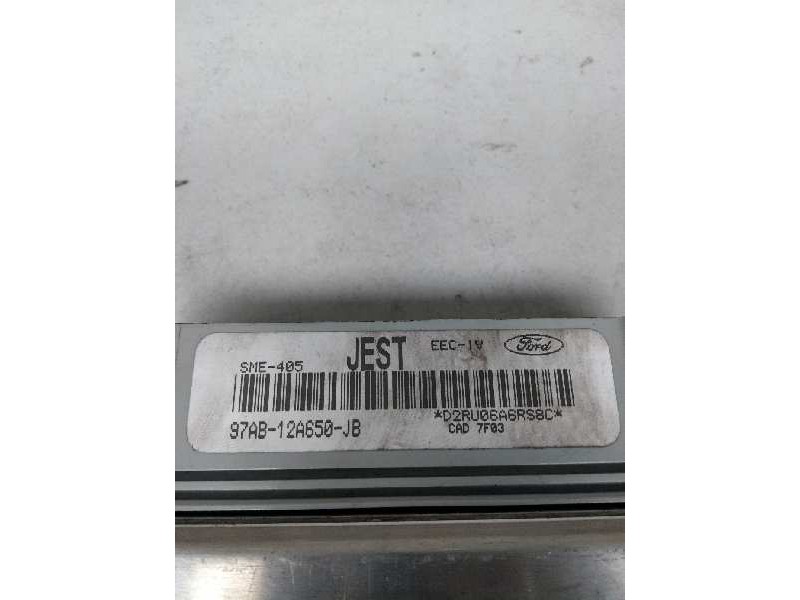 JEST EEC-IV Ford
SME-405
*D2RU06A6RS8C*
97AB-12A650-JB
CAD 7F03